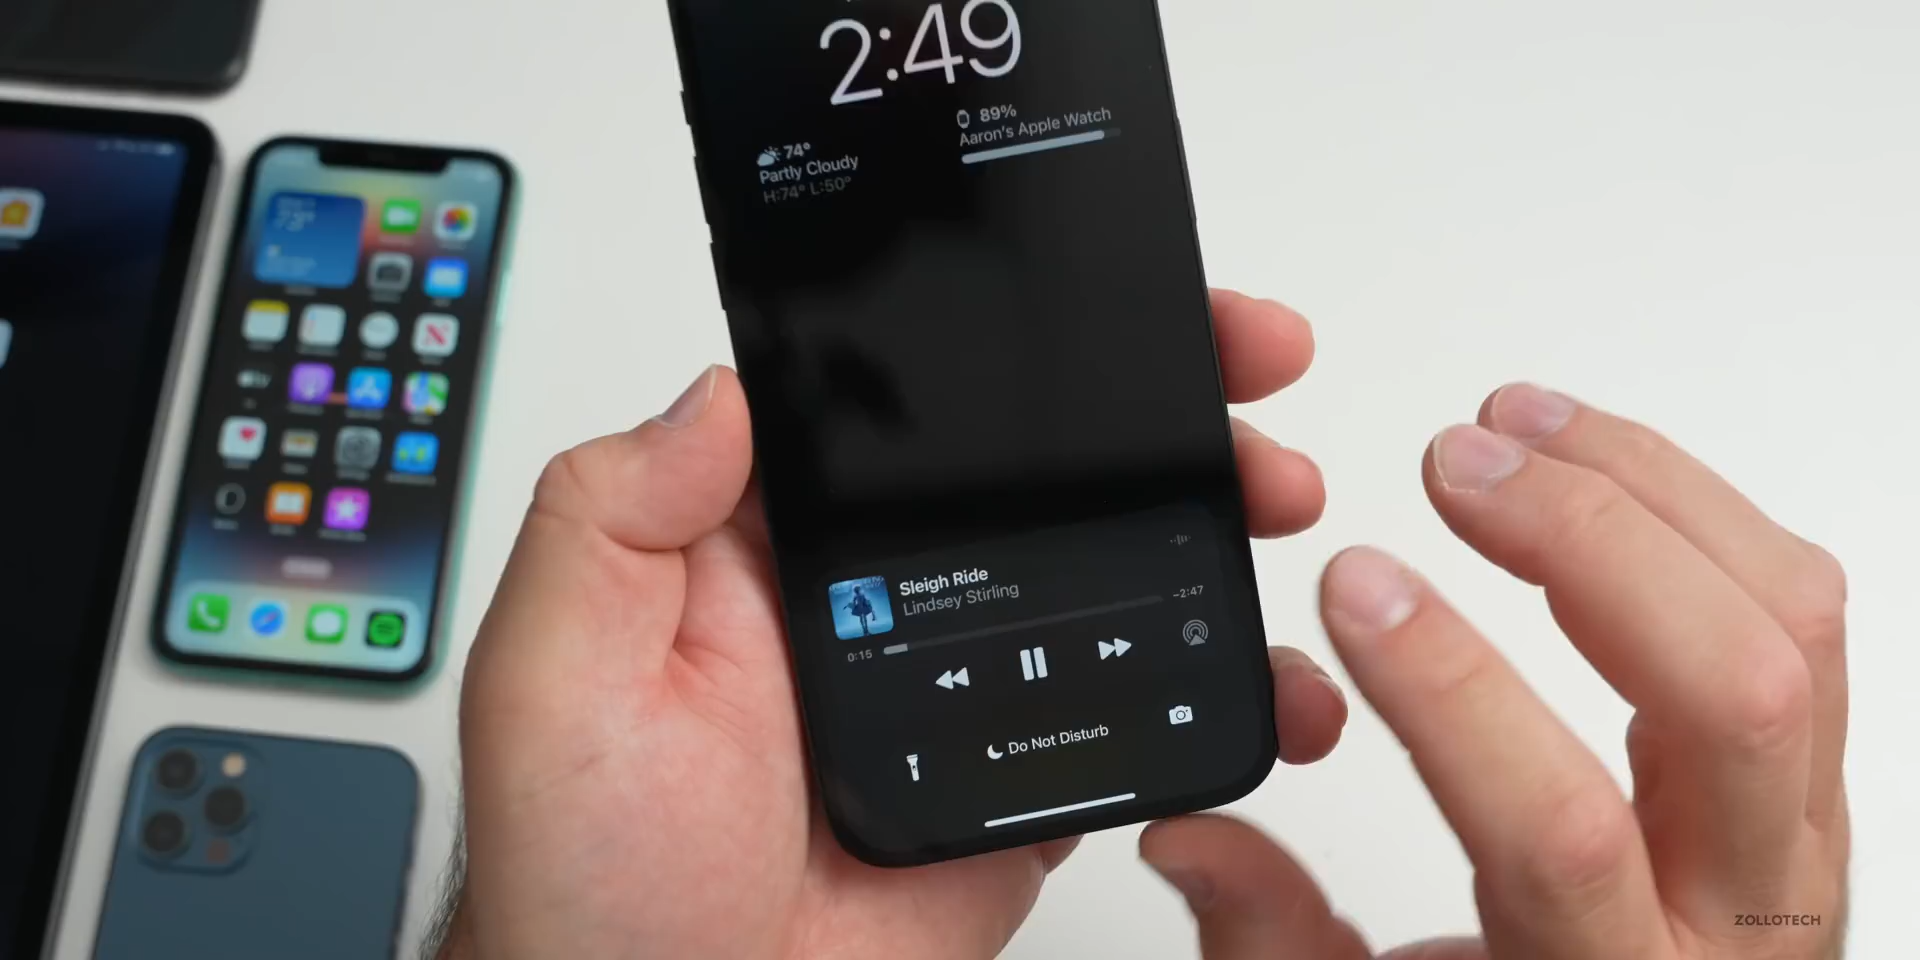 2:49
74°
Partly Cloudy
H:74° L:50°
89%
Aaron's Apple Watch
Sleigh Ride
Lindsey Stirling
0:15
-2:47
Do Not Disturb
ZOLLOTECH